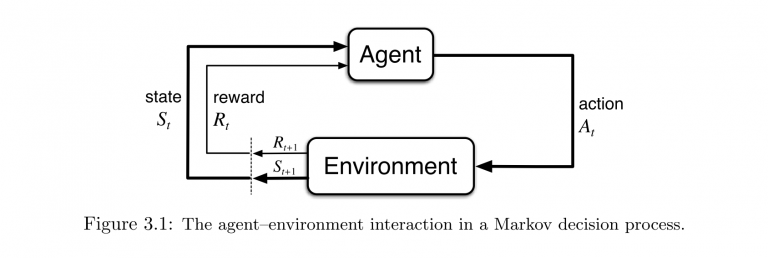 Agent
state
S_t
reward
R_t
action
A_t
R_{t+1}
S_{t+1}
Environment
Figure 3.1: The agent–environment interaction in a Markov decision process.